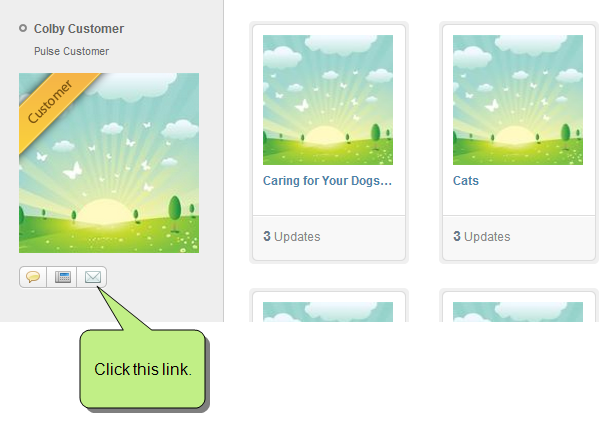 Colby Customer
Pulse Customer
Customer
Click this link.
Caring for Your Dogs...
3 Updates
Cats
3 Updates